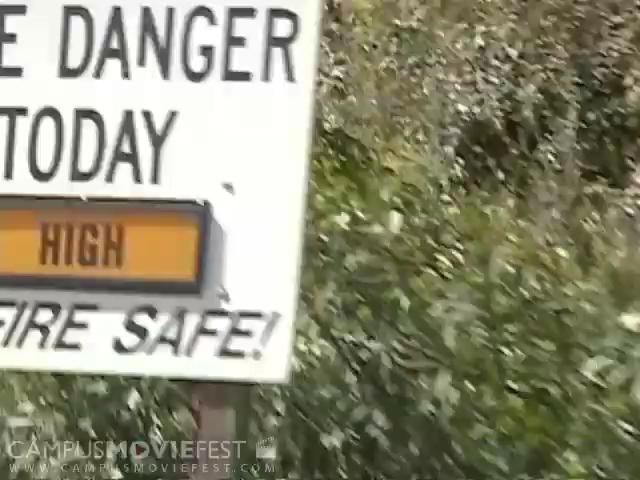 E DANGER
TODAY
HIGH
FIRE SAFE!
CAMPUSMOVIEFEST
WWW.CAMPUSMOVIEFEST.COM